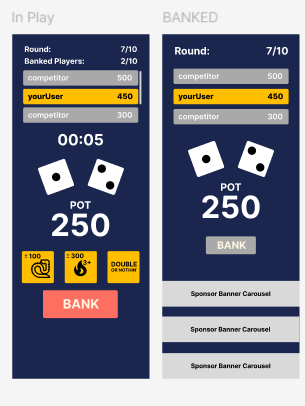 In Play
Round: 7/10
Banked Players: 2/10
competitor 500
yourUser 450
competitor 300
00:05
POT
250
±100
±300
3+
DOUBLE
OR NOTHIN'
BANK
BANKED
Round: 7/10
competitor 500
yourUser 450
competitor 300
POT
250
BANK
Sponsor Banner Carousel
Sponsor Banner Carousel
Sponsor Banner Carousel